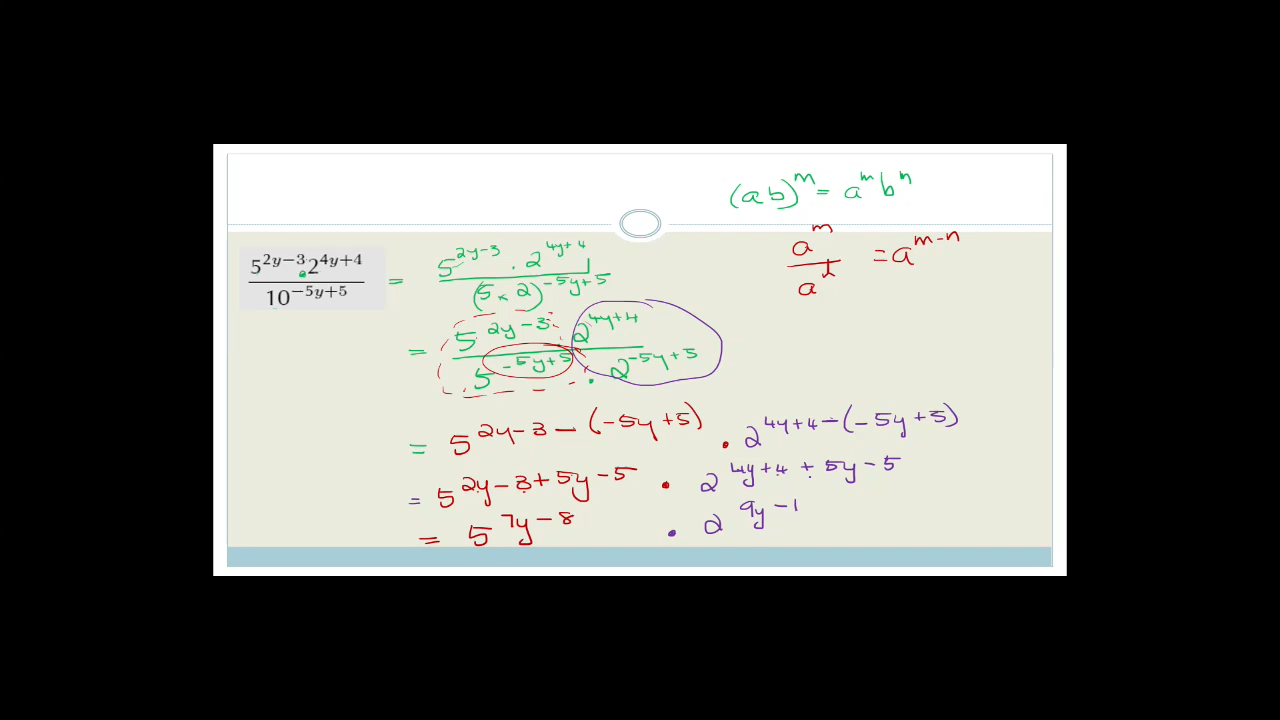 (ab)^m = a^m b^n
a^m / a^n = a^{m-n}
5^{2y−3} 2^{4y+4} / 10^{−5y+5} = 5^{2y−3} · 2^{4y+4} / (5 × 2)^{−5y+5}
= 5^{2y−3} 2^{4y+4} / 5^{−5y+5} · 2^{−5y+5}
= 5^{2y−3−(−5y+5)} · 2^{4y+4−(−5y+5)}
= 5^{2y−3+5y−5} · 2^{4y+4+5y−5}
= 5^{7y−8} · 2^{9y−1}